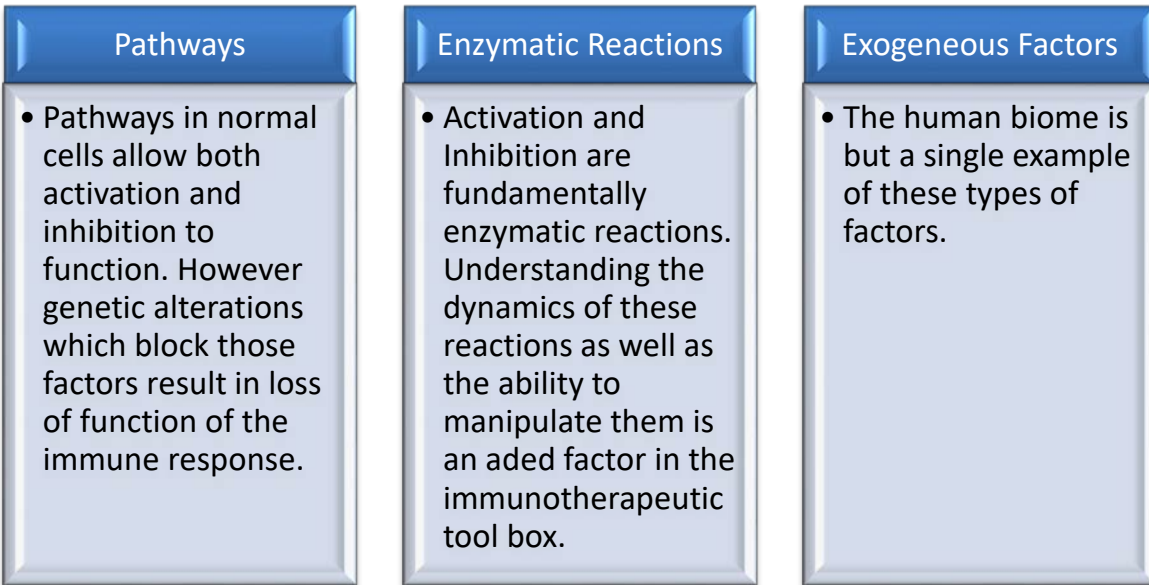 Pathways
• Pathways in normal
cells allow both
activation and
inhibition to
function. However
genetic alterations
which block those
factors result in loss
of function of the
immune response.
Enzymatic Reactions
• Activation and
Inhibition are
fundamentally
enzymatic reactions.
Understanding the
dynamics of these
reactions as well as
the ability to
manipulate them is
an aded factor in the
immunotherapeutic
tool box.
Exogeneous Factors
• The human biome is
but a single example
of these types of
factors.